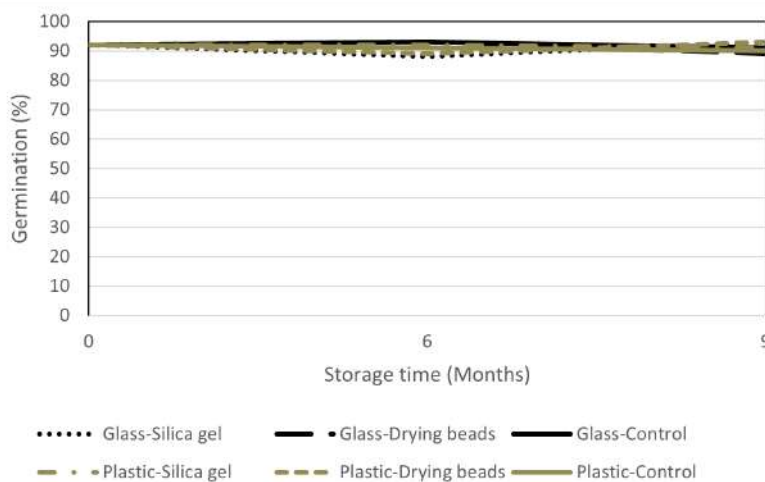 100
90
80
70
60
50
40
30
20
10
0
Germination (%)
0 6 9
Storage time (Months)
Glass-Silica gel Glass-Drying beads Glass-Control
Plastic-Silica gel Plastic-Drying beads Plastic-Control